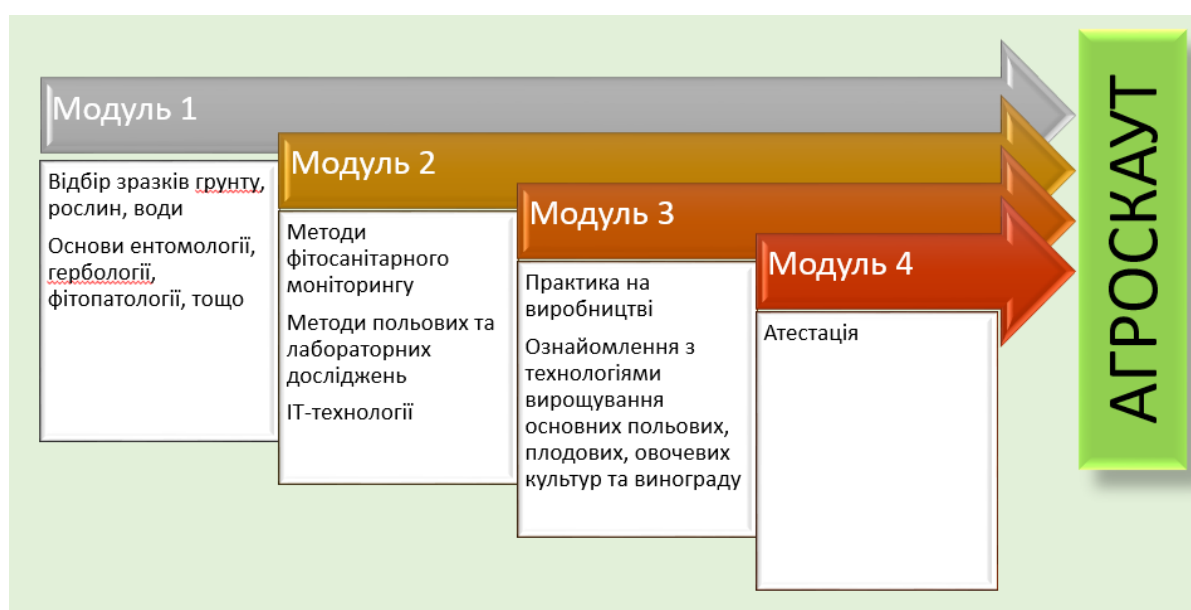 Модуль 1
Відбір зразків грунту,
рослин, води
Основи ентомології,
гербології,
фітопатології, тощо
Модуль 2
Методи
фітосанітарного
моніторингу
Методи польових та
лабораторних
досліджень
ІТ-технології
Модуль 3
Практика на
виробництві
Ознайомлення з
технологіями
вирощування
основних польових,
плодових, овочевих
культур та винограду
Модуль 4
Атестація
АГРОСКАУТ